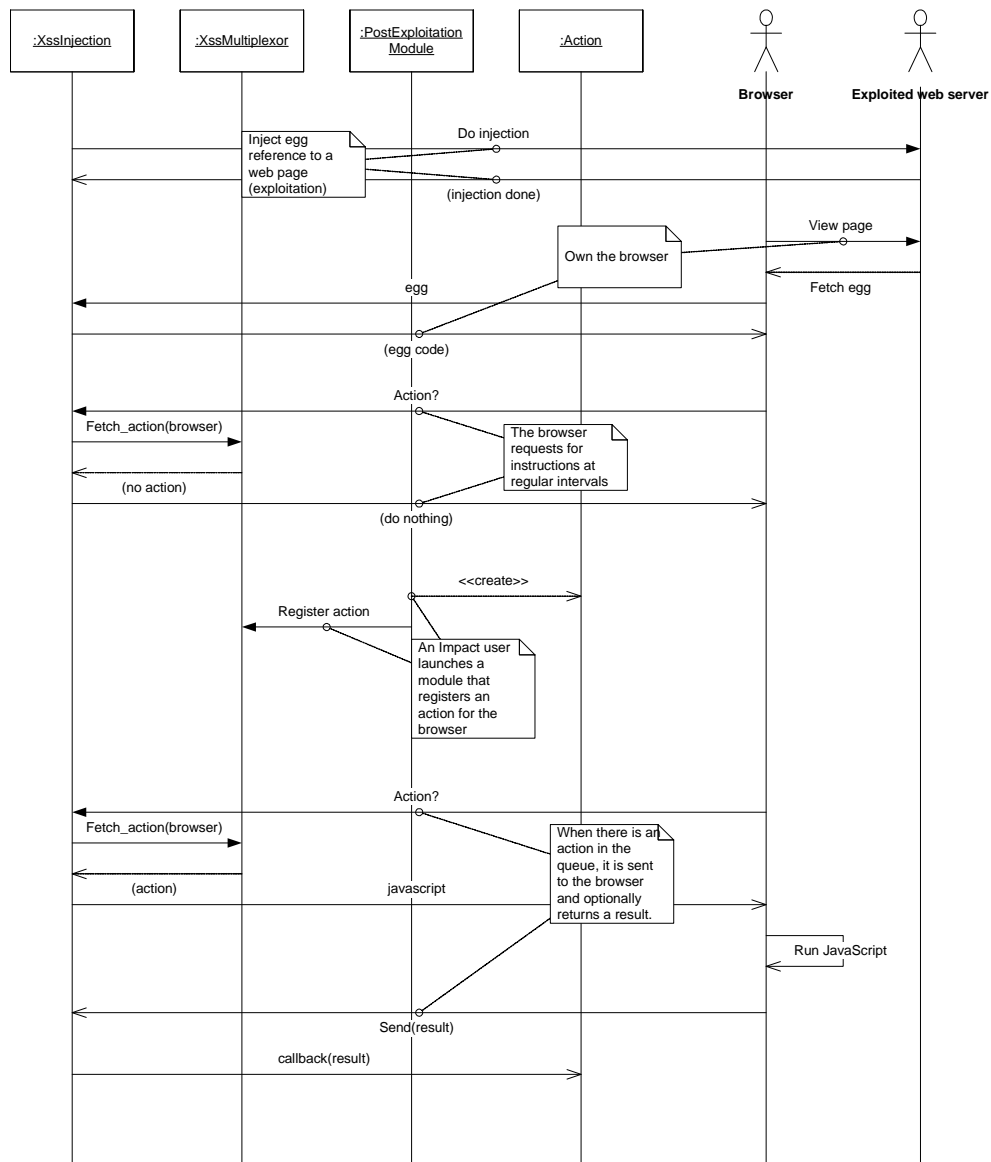 :XssInjection
:XssMultiplexor
:PostExploitation
Module
:Action
Browser
Exploited web server
Inject egg
reference to a
web page
(exploitation)
Do injection
(injection done)
View page
Own the browser
Fetch egg
egg
(egg code)
Action?
Fetch_action(browser)
The browser
requests for
instructions at
regular intervals
(no action)
(do nothing)
<<create>>
Register action
An Impact user
launches a
module that
registers an
action for the
browser
Action?
Fetch_action(browser)
When there is an
action in the
queue, it is sent
to the browser
and optionally
returns a result.
(action)
javascript
Run JavaScript
Send(result)
callback(result)